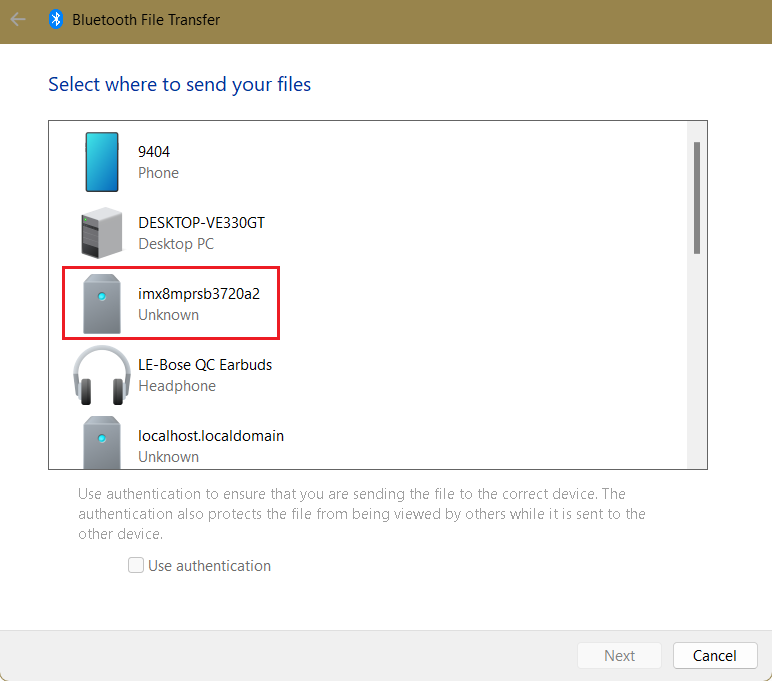 Bluetooth File Transfer
Select where to send your files
9404
Phone
DESKTOP-VE330GT
Desktop PC
imx8mprsb3720a2
Unknown
LE-Bose QC Earbuds
Headphone
localhost.localdomain
Unknown
Use authentication to ensure that you are sending the file to the correct device. The
authentication also protects the file from being viewed by others while it is sent to the
other device.
Use authentication
Next
Cancel